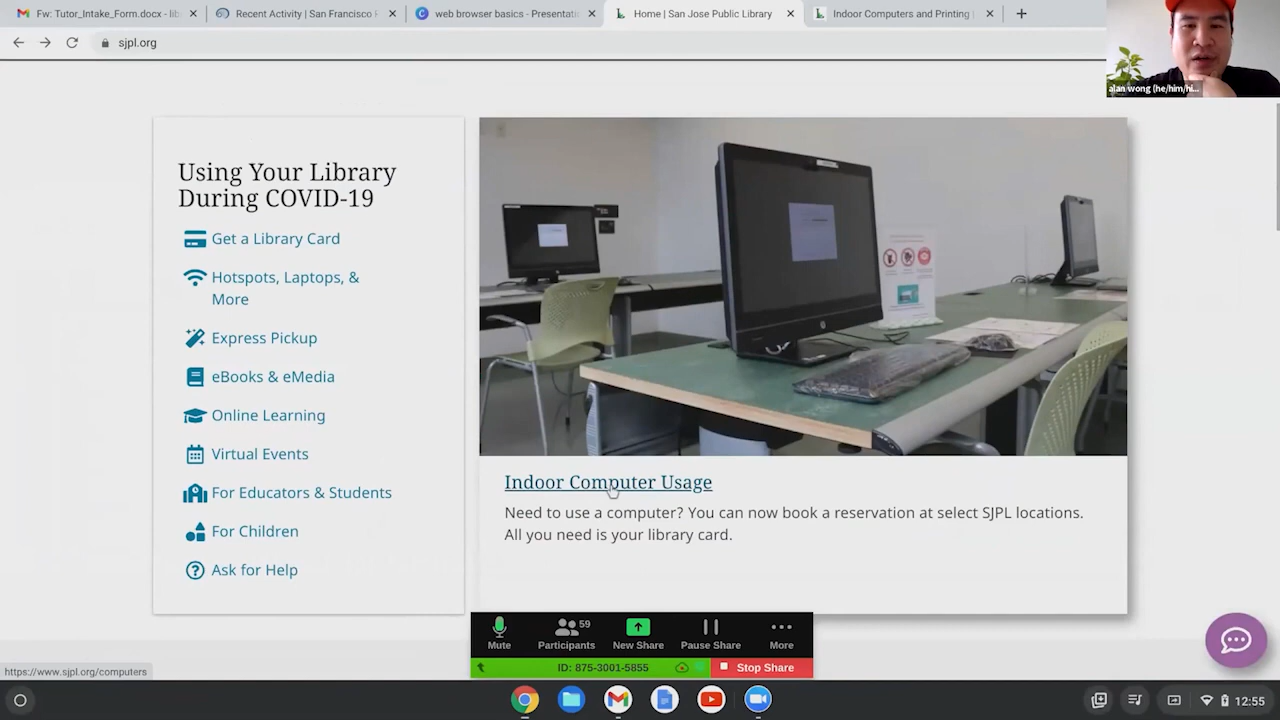 Fw: Tutor_Intake_Form.docx - lib
Recent Activity | San Francisco P
web browser basics - Presentatio
Home | San Jose Public Library
Indoor Computers and Printing |
sjpl.org
alan wong (he/him/hi...
Using Your Library
During COVID-19
Get a Library Card
Hotspots, Laptops, &
More
Express Pickup
eBooks & eMedia
Online Learning
Virtual Events
For Educators & Students
For Children
Ask for Help
Indoor Computer Usage
Need to use a computer? You can now book a reservation at select SJPL locations.
All you need is your library card.
Mute
Participants
59
New Share
Pause Share
More
ID: 875-3001-5855
Stop Share
https://www.sjpl.org/computers
12:55